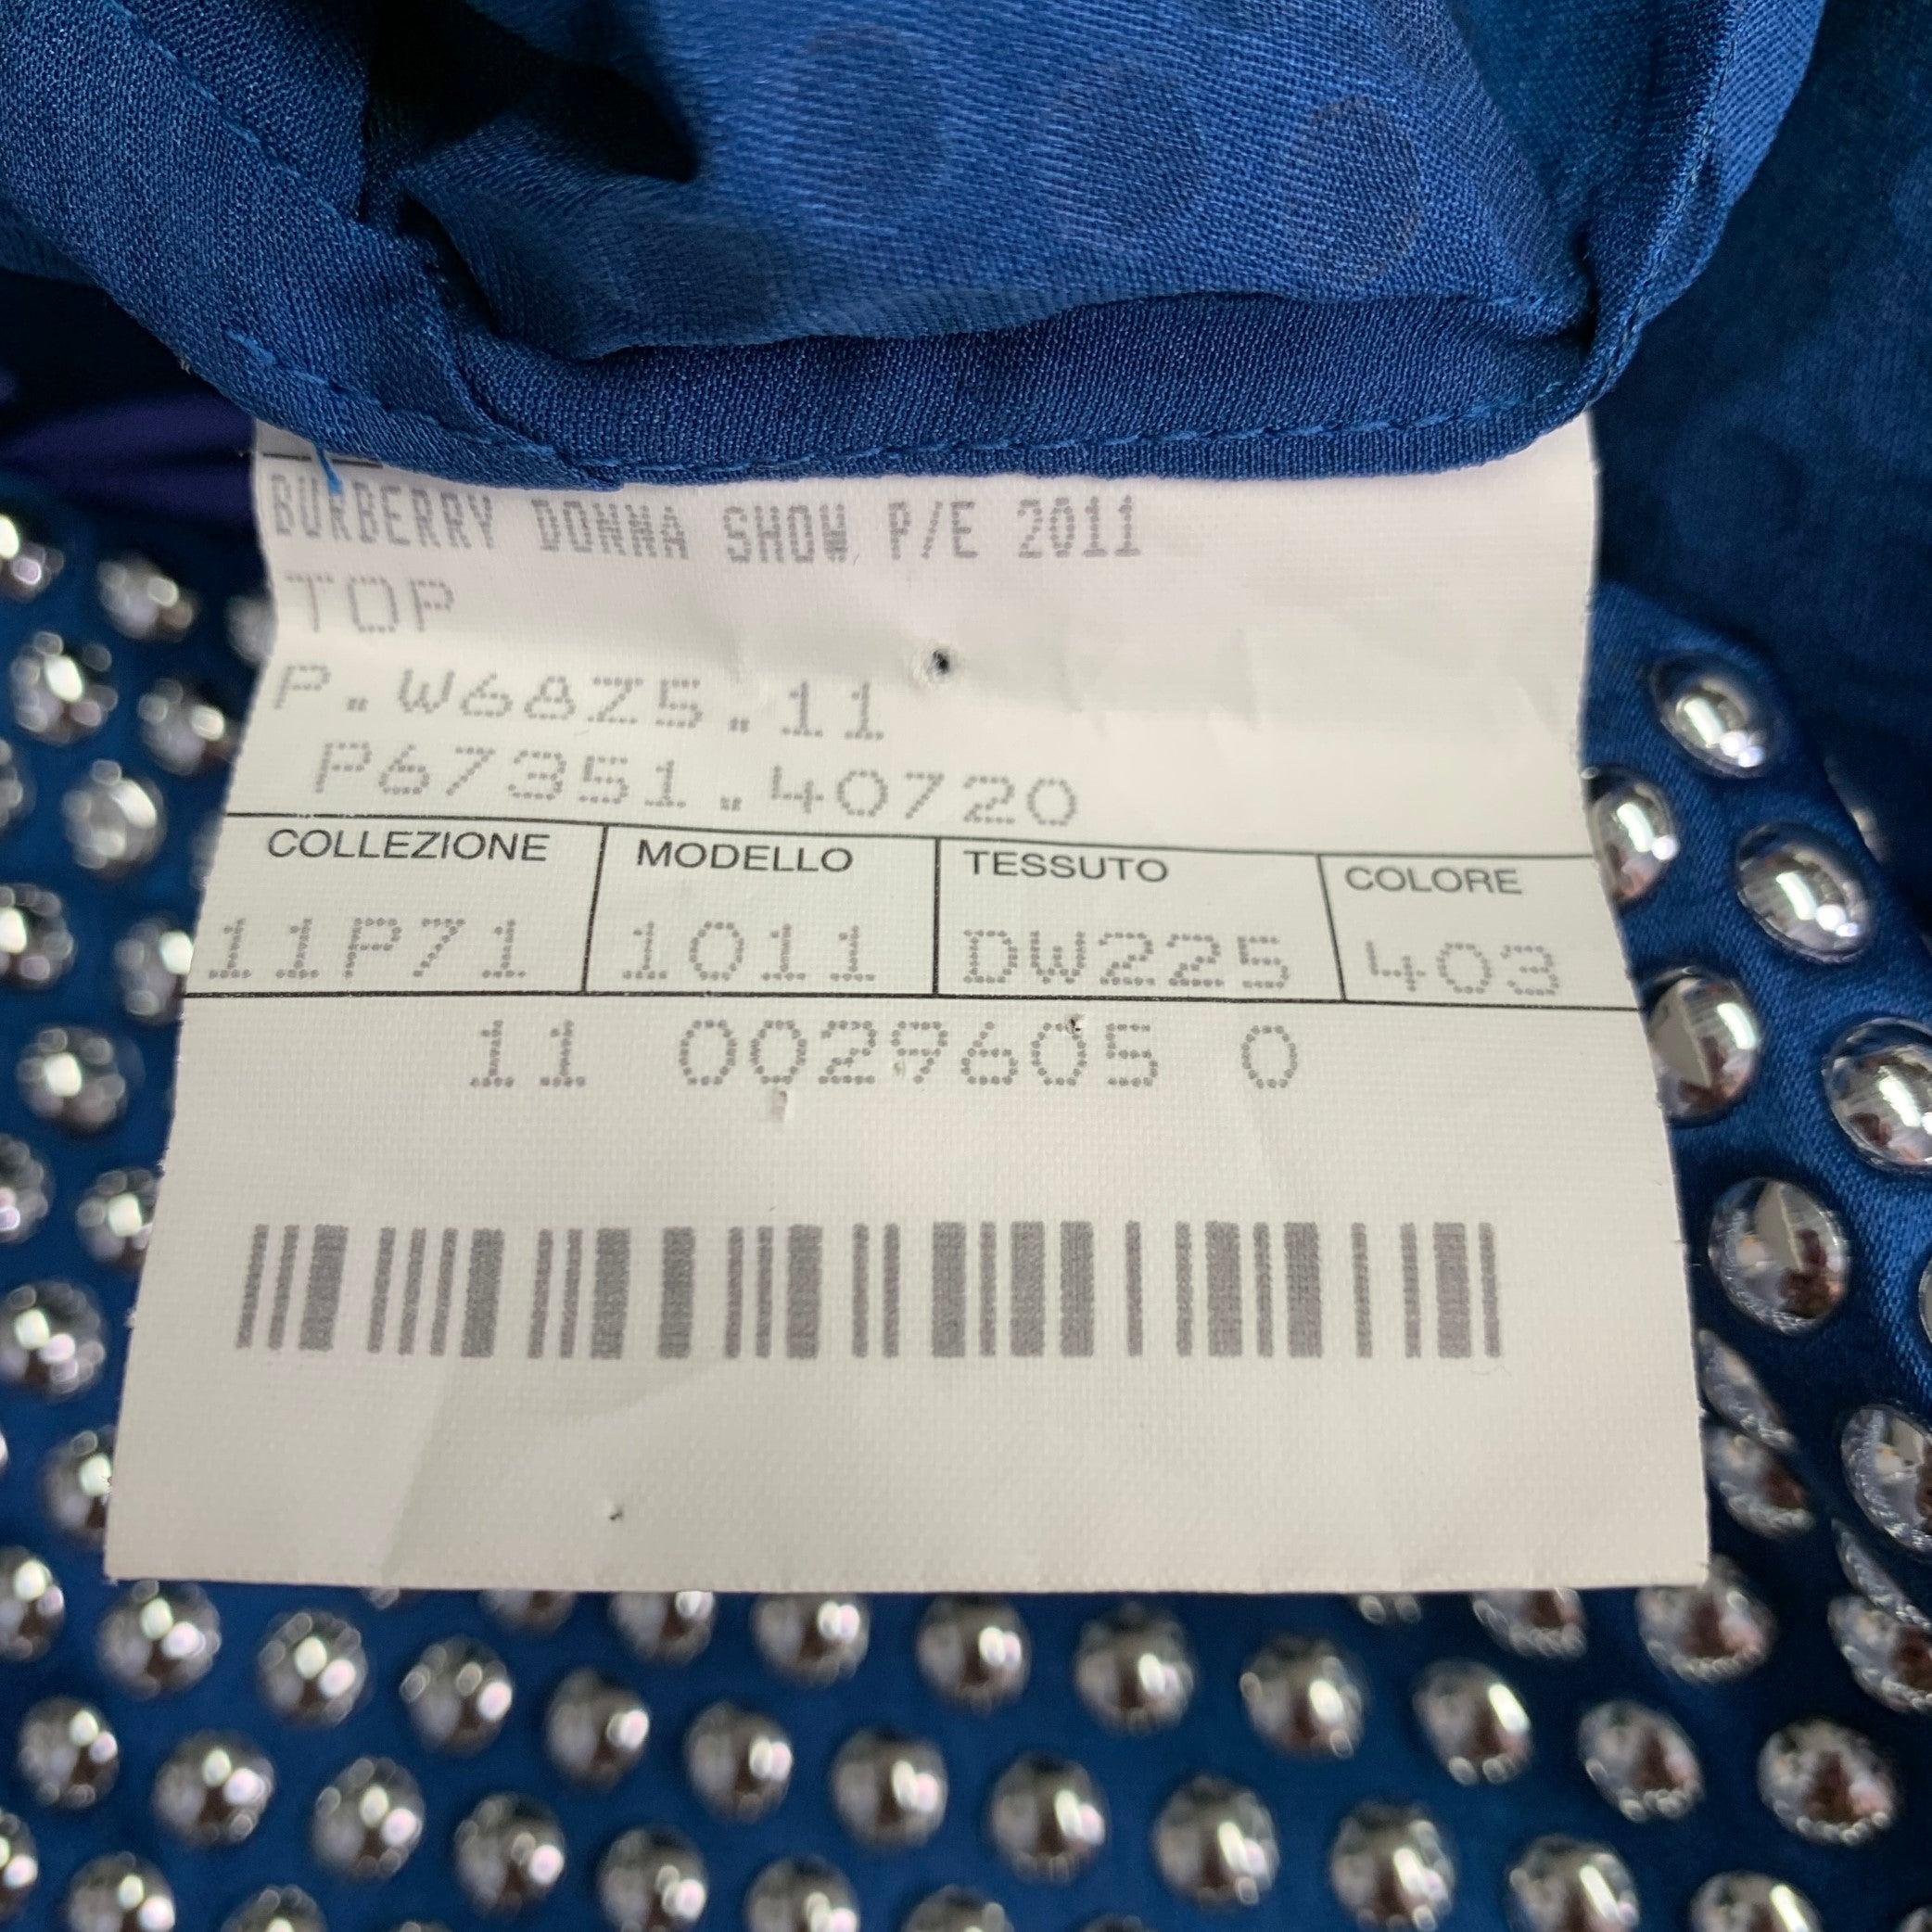 BURBERRY DONNA SHOW P/E 2011
TOP
P.W68Z5.11
P67351.40720
COLLEZIONE MODELLO TESSUTO COLORE
11P71 1011 DW225 403
11 0029605 0